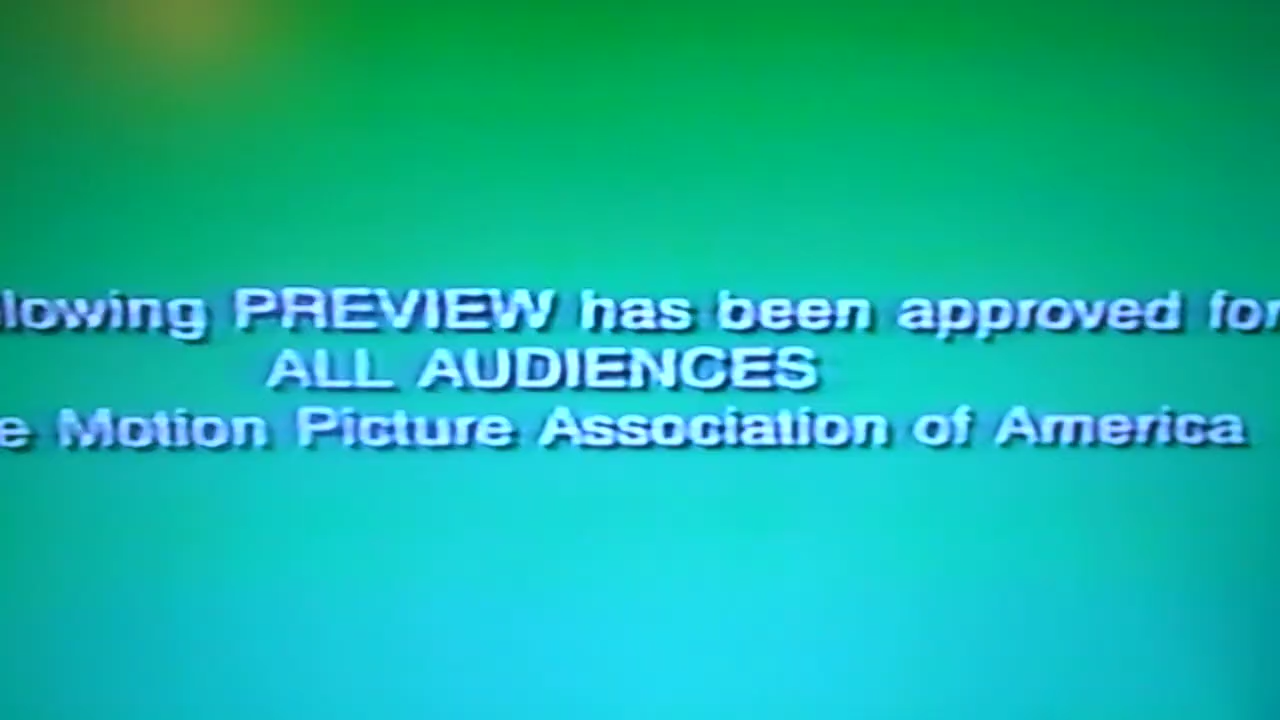 lowing PREVIEW has been approved for
ALL AUDIENCES
e Motion Picture Association of America